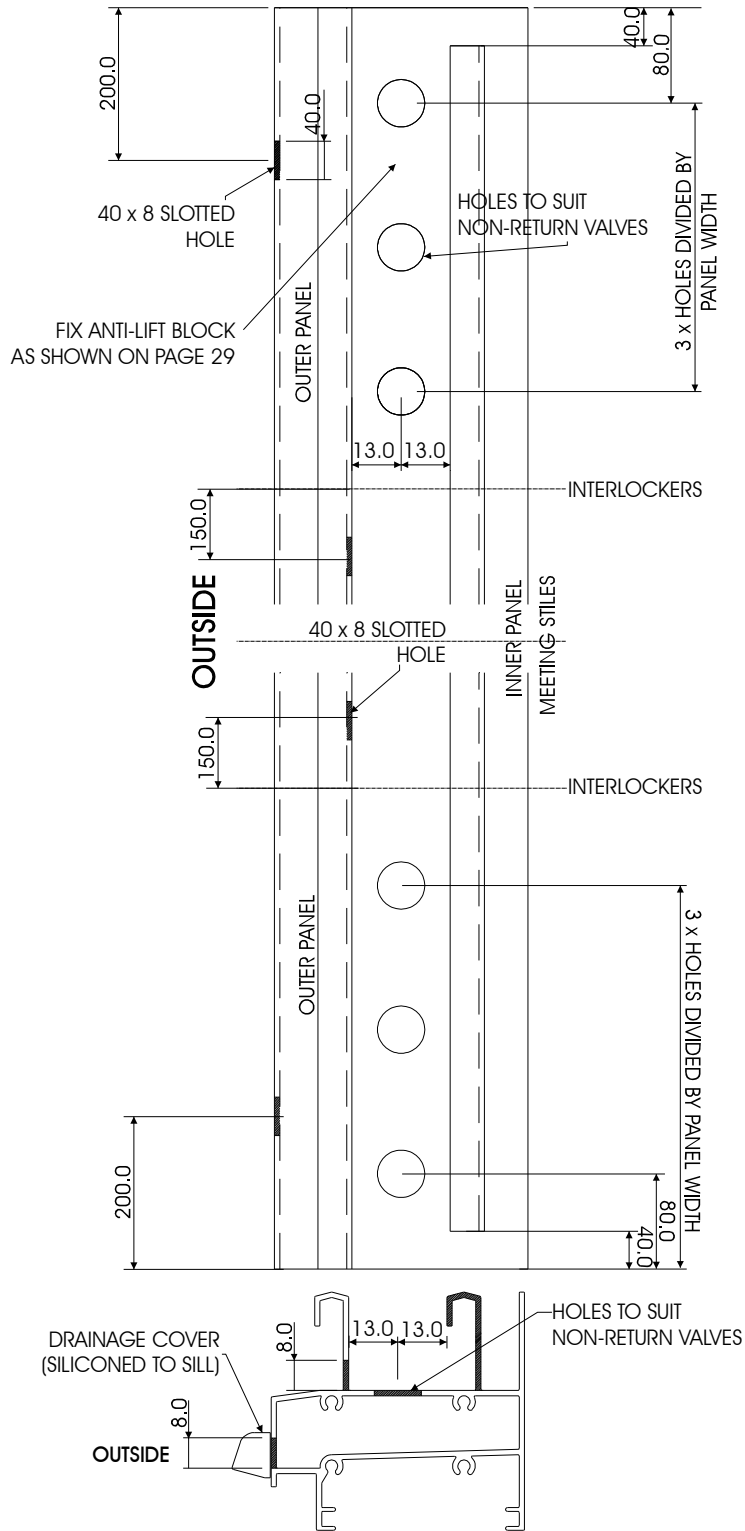 200.0
40.0
40.0
80.0
40 x 8 SLOTTED
HOLE
HOLES TO SUIT
NON-RETURN VALVES
3 x HOLES DIVIDED BY
PANEL WIDTH
FIX ANTI-LIFT BLOCK
AS SHOWN ON PAGE 29
OUTER PANEL
13.0
13.0
INTERLOCKERS
150.0
OUTSIDE
40 x 8 SLOTTED
HOLE
INNER PANEL
MEETING STILES
150.0
INTERLOCKERS
OUTER PANEL
3 x HOLES DIVIDED BY PANEL WIDTH
200.0
80.0
40.0
DRAINAGE COVER
(SILICONED TO SILL)
8.0
13.0
13.0
HOLES TO SUIT
NON-RETURN VALVES
8.0
OUTSIDE